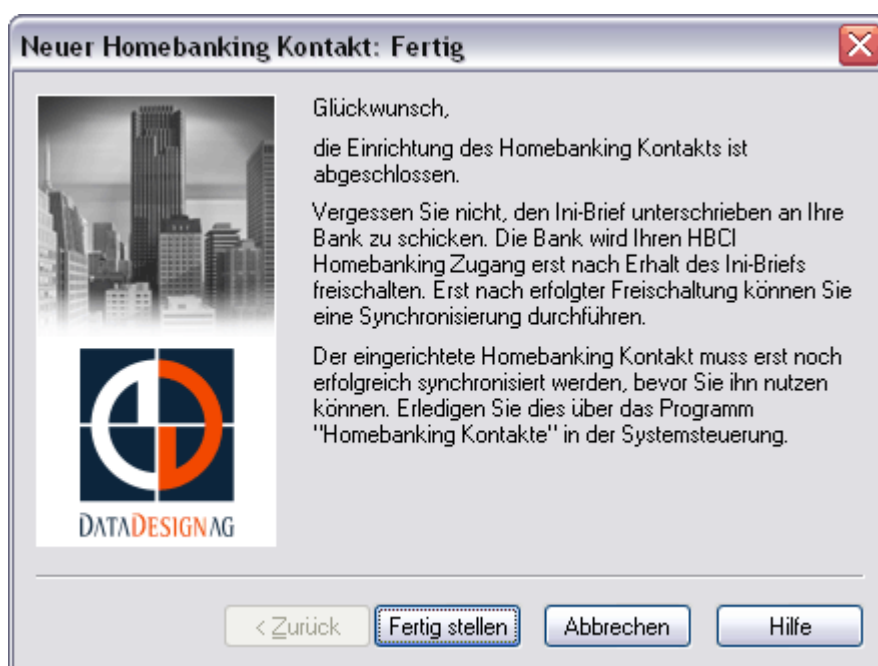 Neuer Homebanking Kontakt: Fertig
Glückwunsch,
die Einrichtung des Homebanking Kontakts ist
abgeschlossen.
Vergessen Sie nicht, den Ini-Brief unterschrieben an Ihre
Bank zu schicken. Die Bank wird Ihren HBCI
Homebanking Zugang erst nach Erhalt des Ini-Briefs
freischalten. Erst nach erfolgter Freischaltung können Sie
eine Synchronisierung durchführen.
Der eingerichtete Homebanking Kontakt muss erst noch
erfolgreich synchronisiert werden, bevor Sie ihn nutzen
können. Erledigen Sie dies über das Programm
"Homebanking Kontakte" in der Systemsteuerung.
DATADESIGNAG
< Zurück
Fertig stellen
Abbrechen
Hilfe